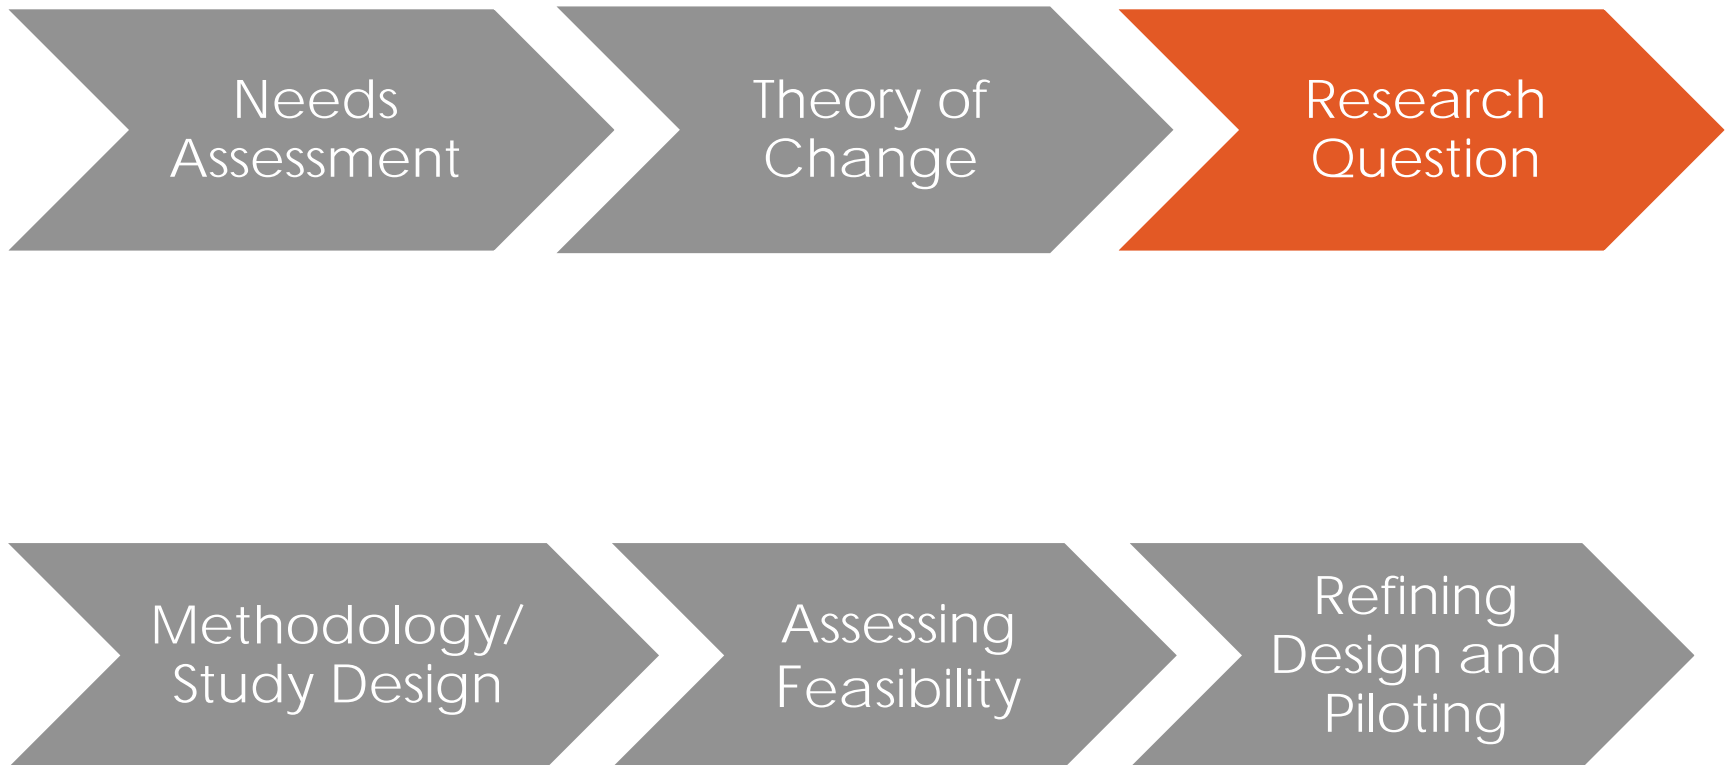 Needs
Assessment
Theory of
Change
Research
Question
Methodology/
Study Design
Assessing
Feasibility
Refining
Design and
Piloting